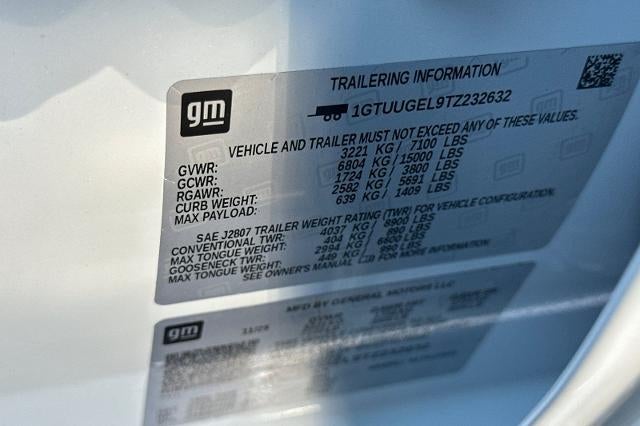 gm
TRAILERING INFORMATION
1GTUUGEL9TZ232632
VEHICLE AND TRAILER MUST NOT EXCEED ANY OF THESE VALUES.
GVWR: 3221 KG / 7100 LBS
GCWR: 6804 KG / 15000 LBS
RGAWR: 1724 KG / 3800 LBS
CURB WEIGHT: 2582 KG / 5691 LBS
MAX PAYLOAD: 639 KG / 1409 LBS
SAE J2807 TRAILER WEIGHT RATING (TWR) FOR VEHICLE CONFIGURATION.
CONVENTIONAL TWR: 4037 KG / 8900 LBS
MAX TONGUE WEIGHT: 404 KG / 890 LBS
GOOSENECK TWR: 2994 KG / 6600 LBS
MAX TONGUE WEIGHT: 449 KG / 990 LBS
SEE OWNER'S MANUAL FOR MORE INFORMATION
gm
MFD BY GENERAL MOTORS LLC
11/25